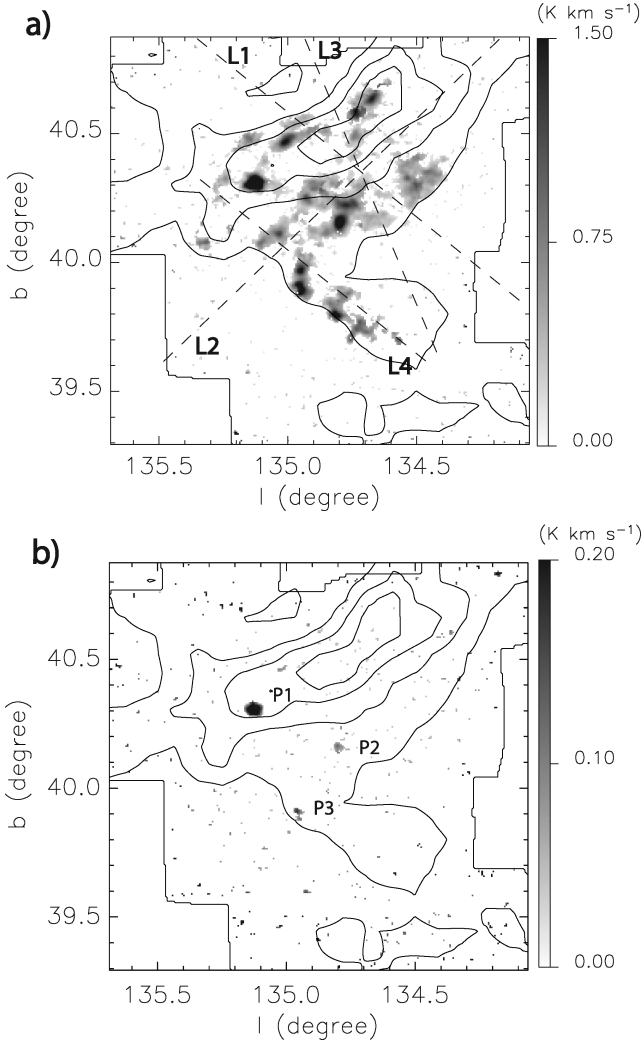 a)
(K km s⁻¹)
L1
L3
1.50
40.5
0.75
b (degree)
40.0
L2
L4
39.5
0.00
135.5
135.0
134.5
l (degree)
b)
(K km s⁻¹)
0.20
40.5
P1
P2
0.10
b (degree)
40.0
P3
39.5
0.00
135.5
135.0
134.5
l (degree)